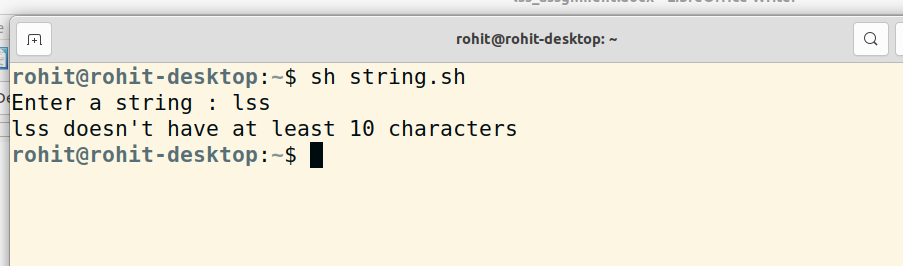 rohit@rohit-desktop: ~
rohit@rohit-desktop:~$ sh string.sh
Enter a string : lss
lss doesn't have at least 10 characters
rohit@rohit-desktop:~$